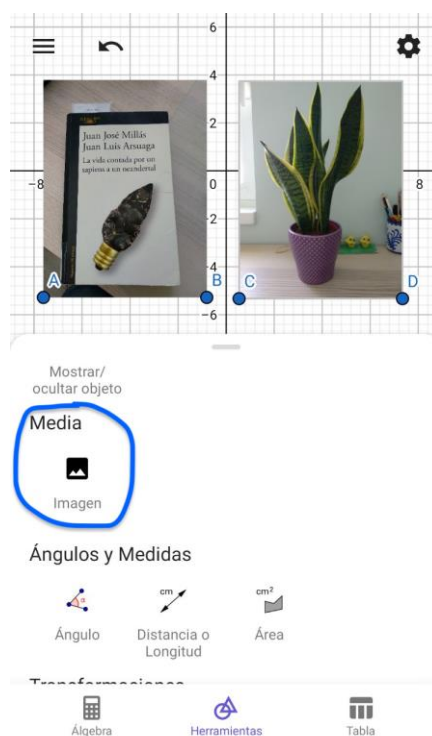 6
4
Juan José Millás
Juan Luis Arsuaga
La vida contada por un
sapiens a un neandertal
2
-8
0
8
-2
-4
A
B
C
D
-6
Mostrar/
ocultar objeto
Media
Imagen
Ángulos y Medidas
α
cm
cm²
Ángulo
Distancia o
Longitud
Área
Transformaciones
Álgebra
Herramientas
Tabla